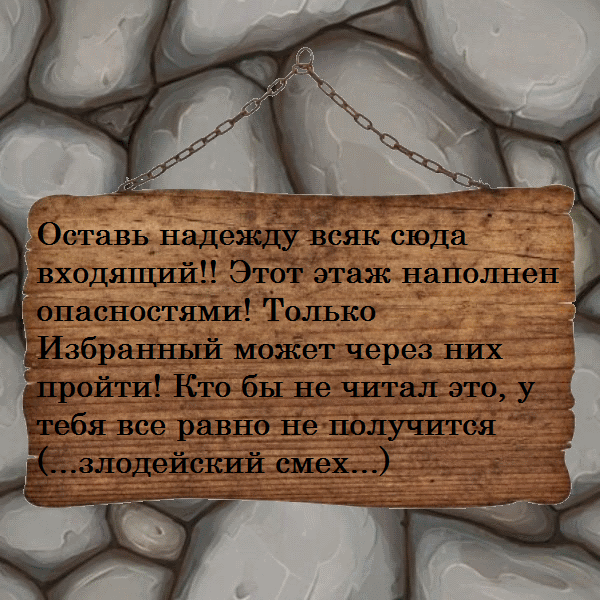 Оставь надежду всяк сюда
входящий!! Этот этаж наполнен
опасностями! Только
Избранный может через них
пройти! Кто бы не читал это, у
тебя все равно не получится
(...злодейский смех...)